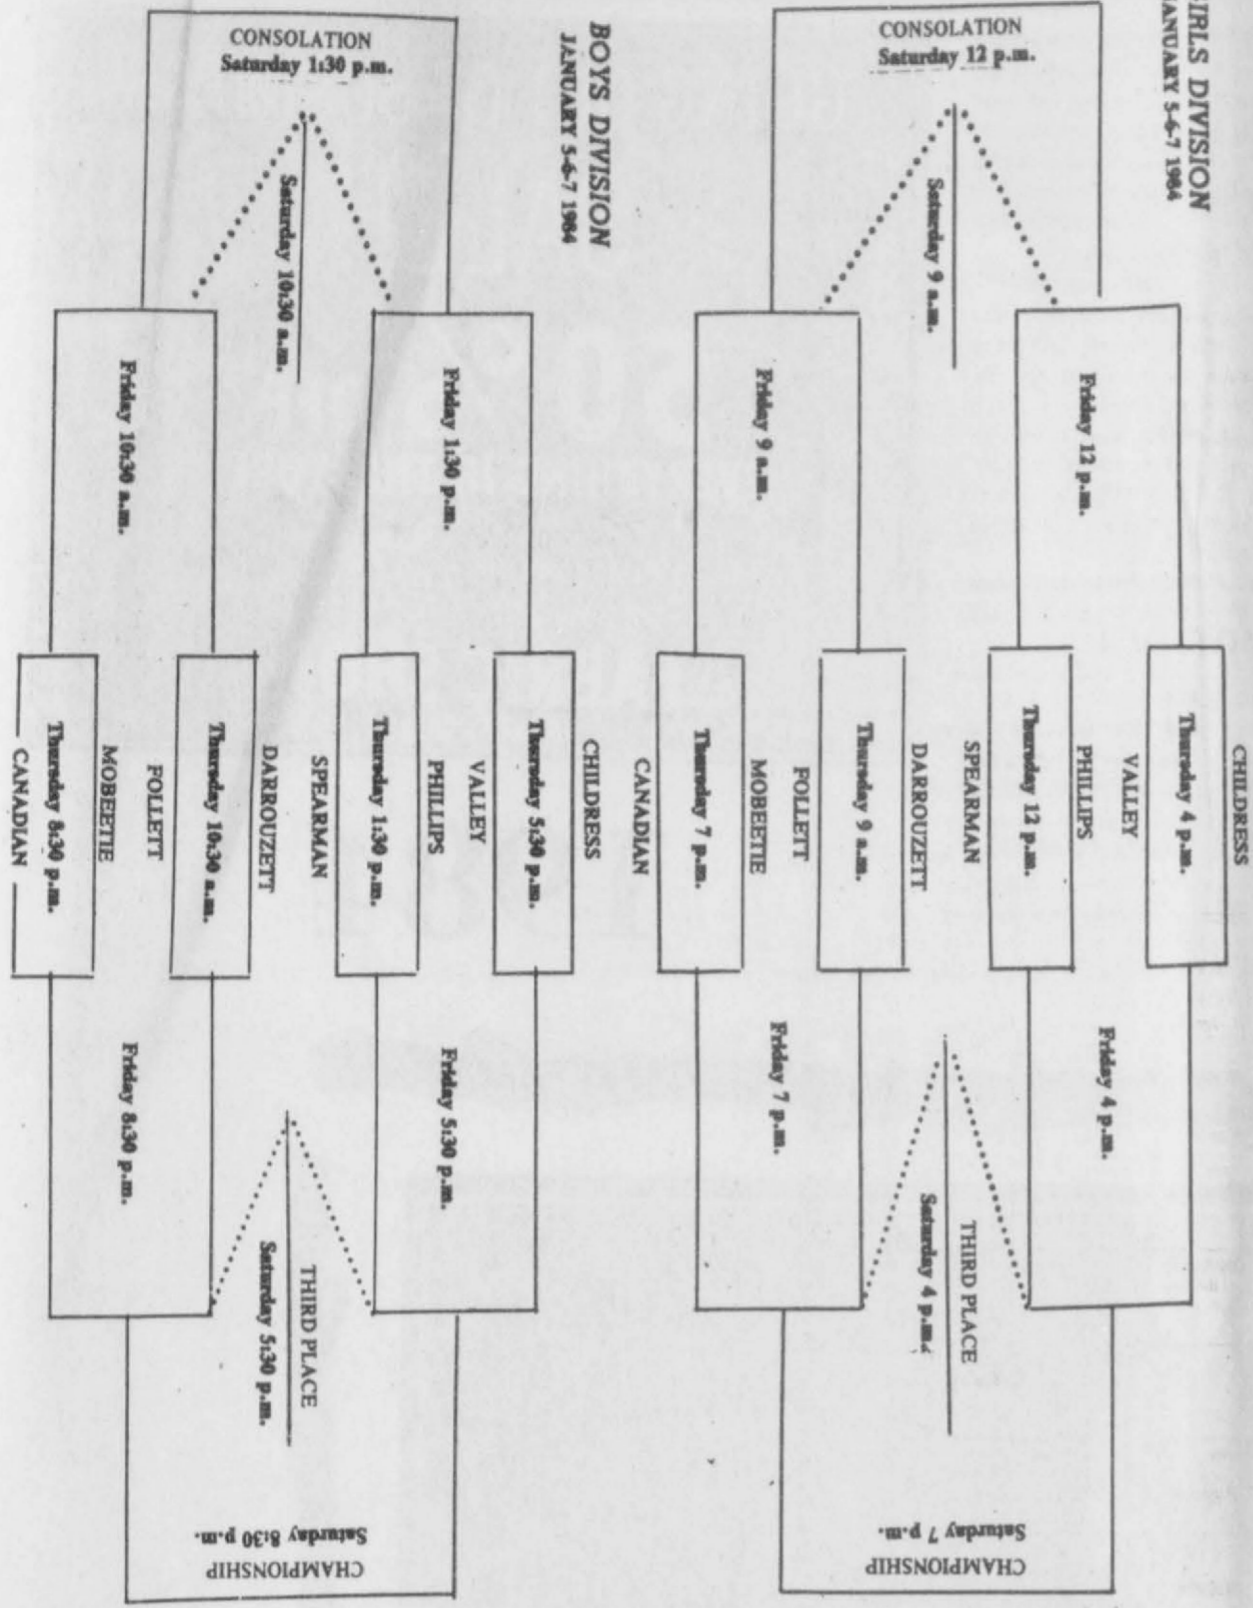 IRLS DIVISION
JANUARY 5-6-7 1984
CONSOLATION
Saturday 12 p.m.
Saturday 9 a.m.
Friday 12 p.m.
Friday 9 a.m.
CHILDRESS
Thursday 4 p.m.
VALLEY
PHILLIPS
Thursday 12 p.m.
SPEARMAN
DARROUZETT
Thursday 9 a.m.
FOLLETT
MOBEETIE
Thursday 7 p.m.
CANADIAN
Friday 4 p.m.
Friday 7 p.m.
THIRD PLACE
Saturday 4 p.m.
CHAMPIONSHIP
Saturday 7 p.m.
BOYS DIVISION
JANUARY 5-6-7 1984
CONSOLATION
Saturday 1:30 p.m.
Saturday 10:30 a.m.
Friday 1:30 p.m.
Friday 10:30 a.m.
CHILDRESS
Thursday 5:30 p.m.
VALLEY
PHILLIPS
Thursday 1:30 p.m.
SPEARMAN
DARROUZETT
Thursday 10:30 a.m.
FOLLETT
MOBEETIE
Thursday 8:30 p.m.
CANADIAN
Friday 5:30 p.m.
Friday 8:30 p.m.
THIRD PLACE
Saturday 5:30 p.m.
CHAMPIONSHIP
Saturday 8:30 p.m.